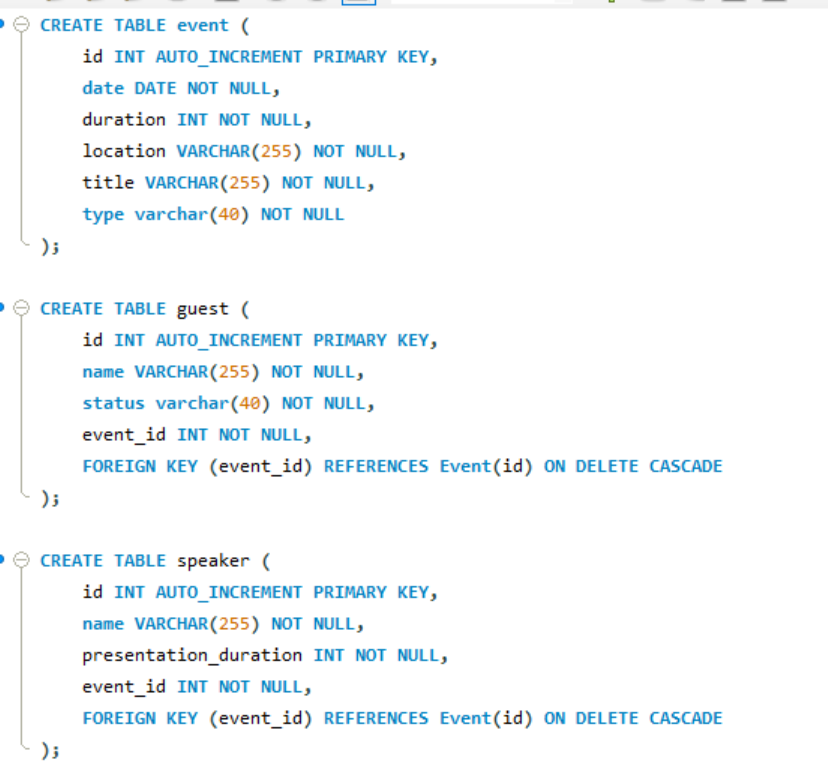 CREATE TABLE event (
id INT AUTO_INCREMENT PRIMARY KEY,
date DATE NOT NULL,
duration INT NOT NULL,
location VARCHAR(255) NOT NULL,
title VARCHAR(255) NOT NULL,
type varchar(40) NOT NULL
);
CREATE TABLE guest (
id INT AUTO_INCREMENT PRIMARY KEY,
name VARCHAR(255) NOT NULL,
status varchar(40) NOT NULL,
event_id INT NOT NULL,
FOREIGN KEY (event_id) REFERENCES Event(id) ON DELETE CASCADE
);
CREATE TABLE speaker (
id INT AUTO_INCREMENT PRIMARY KEY,
name VARCHAR(255) NOT NULL,
presentation_duration INT NOT NULL,
event_id INT NOT NULL,
FOREIGN KEY (event_id) REFERENCES Event(id) ON DELETE CASCADE
);